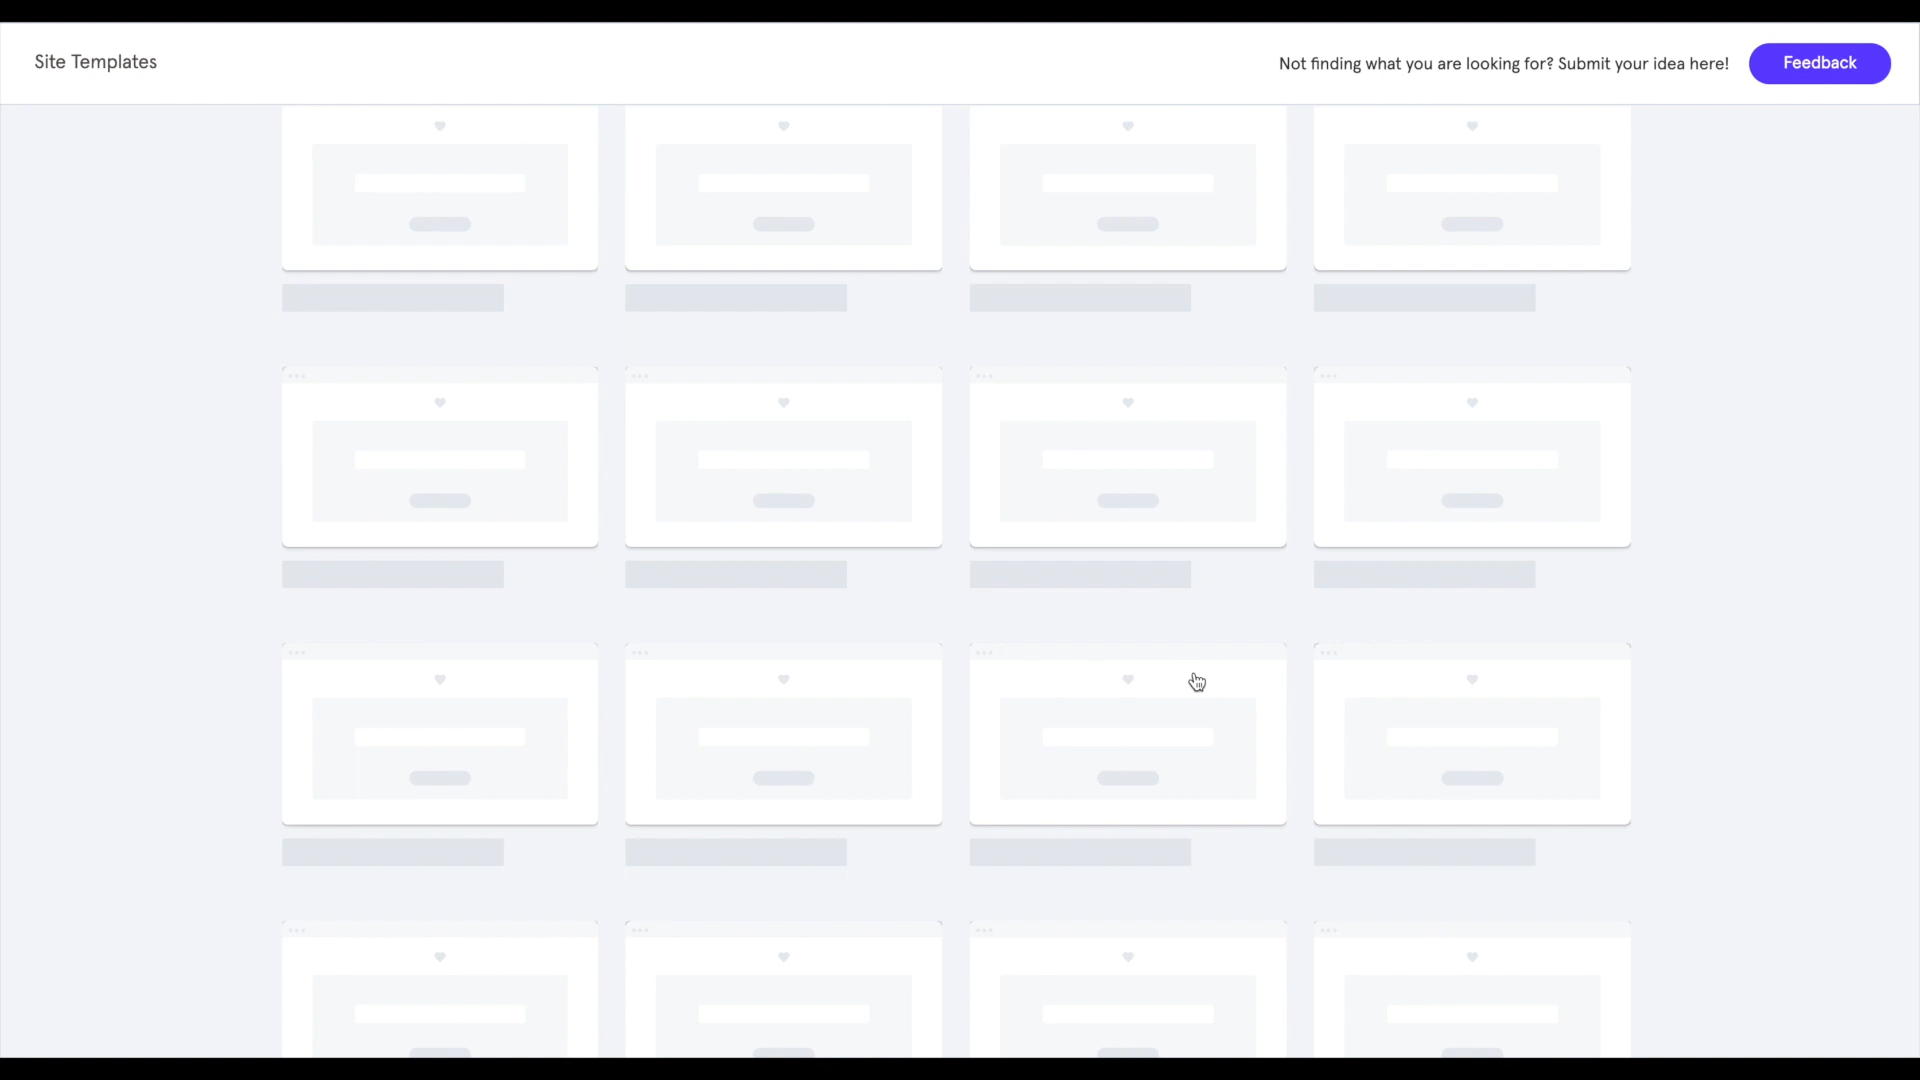 Site Templates
Not finding what you are looking for? Submit your idea here!
Feedback